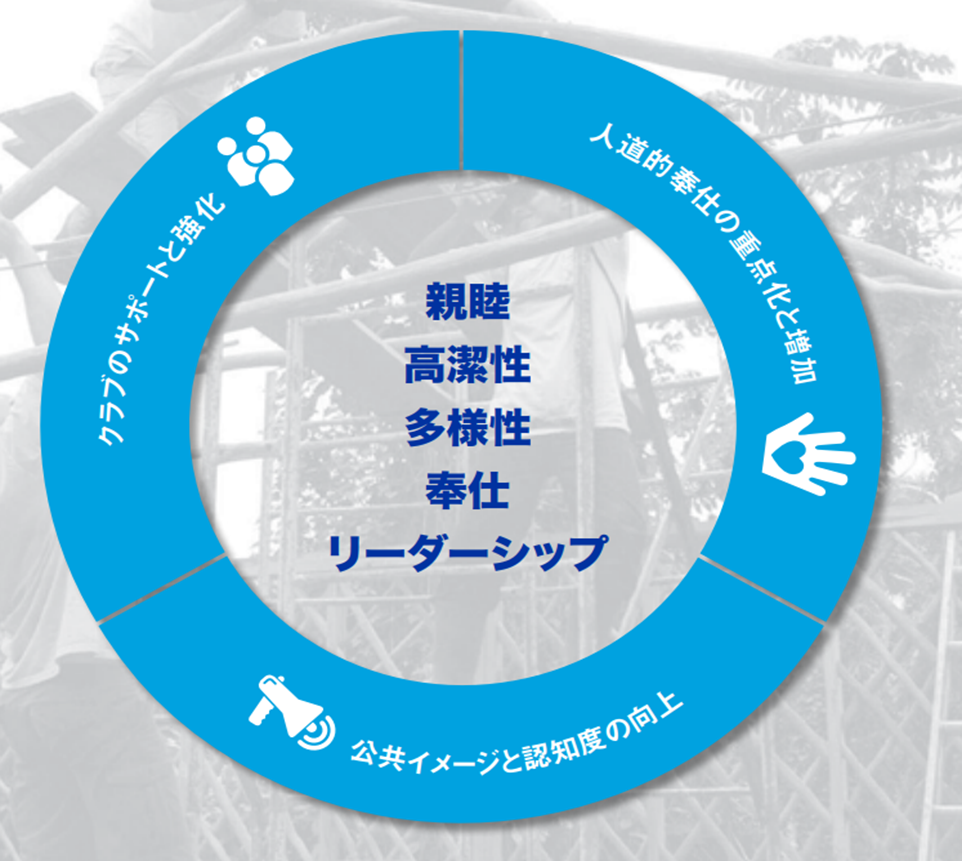 クラブのサポートと強化
人道的奉仕の重点化と増加
親睦
高潔性
多様性
奉仕
リーダーシップ
公共イメージと認知度の向上